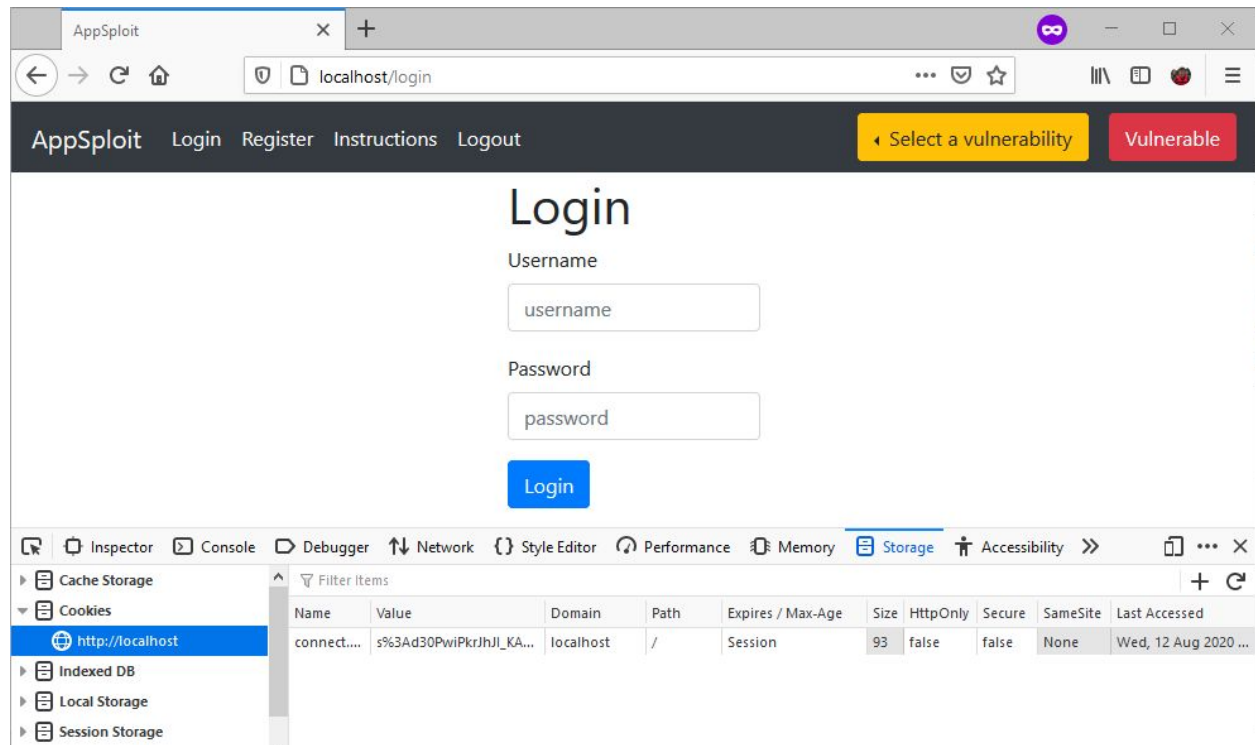 AppSploit
localhost/login
AppSploit Login Register Instructions Logout Select a vulnerability Vulnerable
Login
Username
username
Password
password
Login
Inspector Console Debugger Network {} Style Editor Performance Memory Storage Accessibility
Cache Storage Filter Items
Cookies Name Value Domain Path Expires / Max-Age Size HttpOnly Secure SameSite Last Accessed
http://localhost connect.... s%3Ad30PwiPkrJhJl_KA... localhost / Session 93 false false None Wed, 12 Aug 2020 ...
Indexed DB
Local Storage
Session Storage